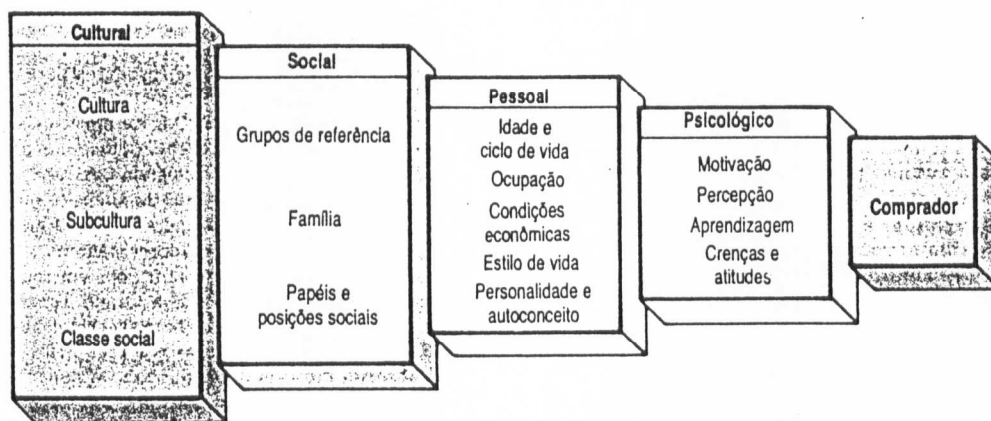 Cultural
Cultura
Subcultura
Classe social
Social
Grupos de referência
Família
Papéis e
posições sociais
Pessoal
Idade e
ciclo de vida
Ocupação
Condições
econômicas
Estilo de vida
Personalidade e
autoconceito
Psicológico
Motivação
Percepção
Aprendizagem
Crenças e
atitudes
Comprador